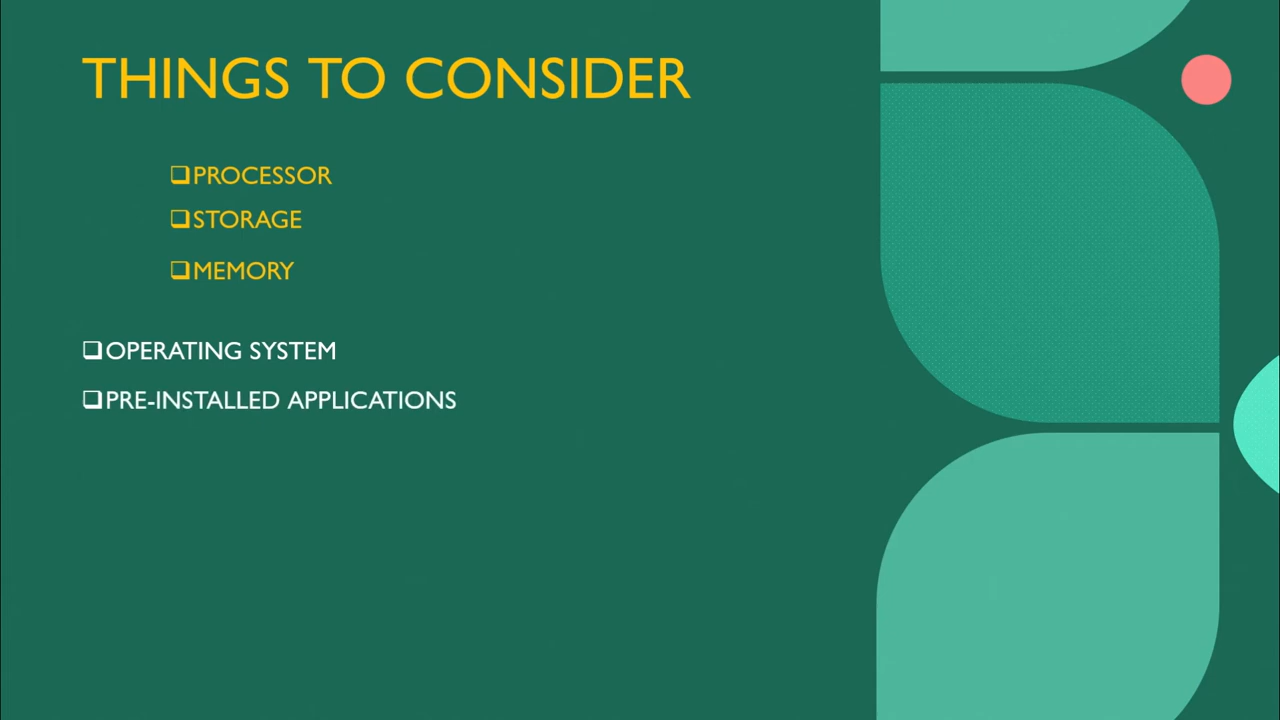 THINGS TO CONSIDER
❑PROCESSOR
❑STORAGE
❑MEMORY
❑OPERATING SYSTEM
❑PRE-INSTALLED APPLICATIONS